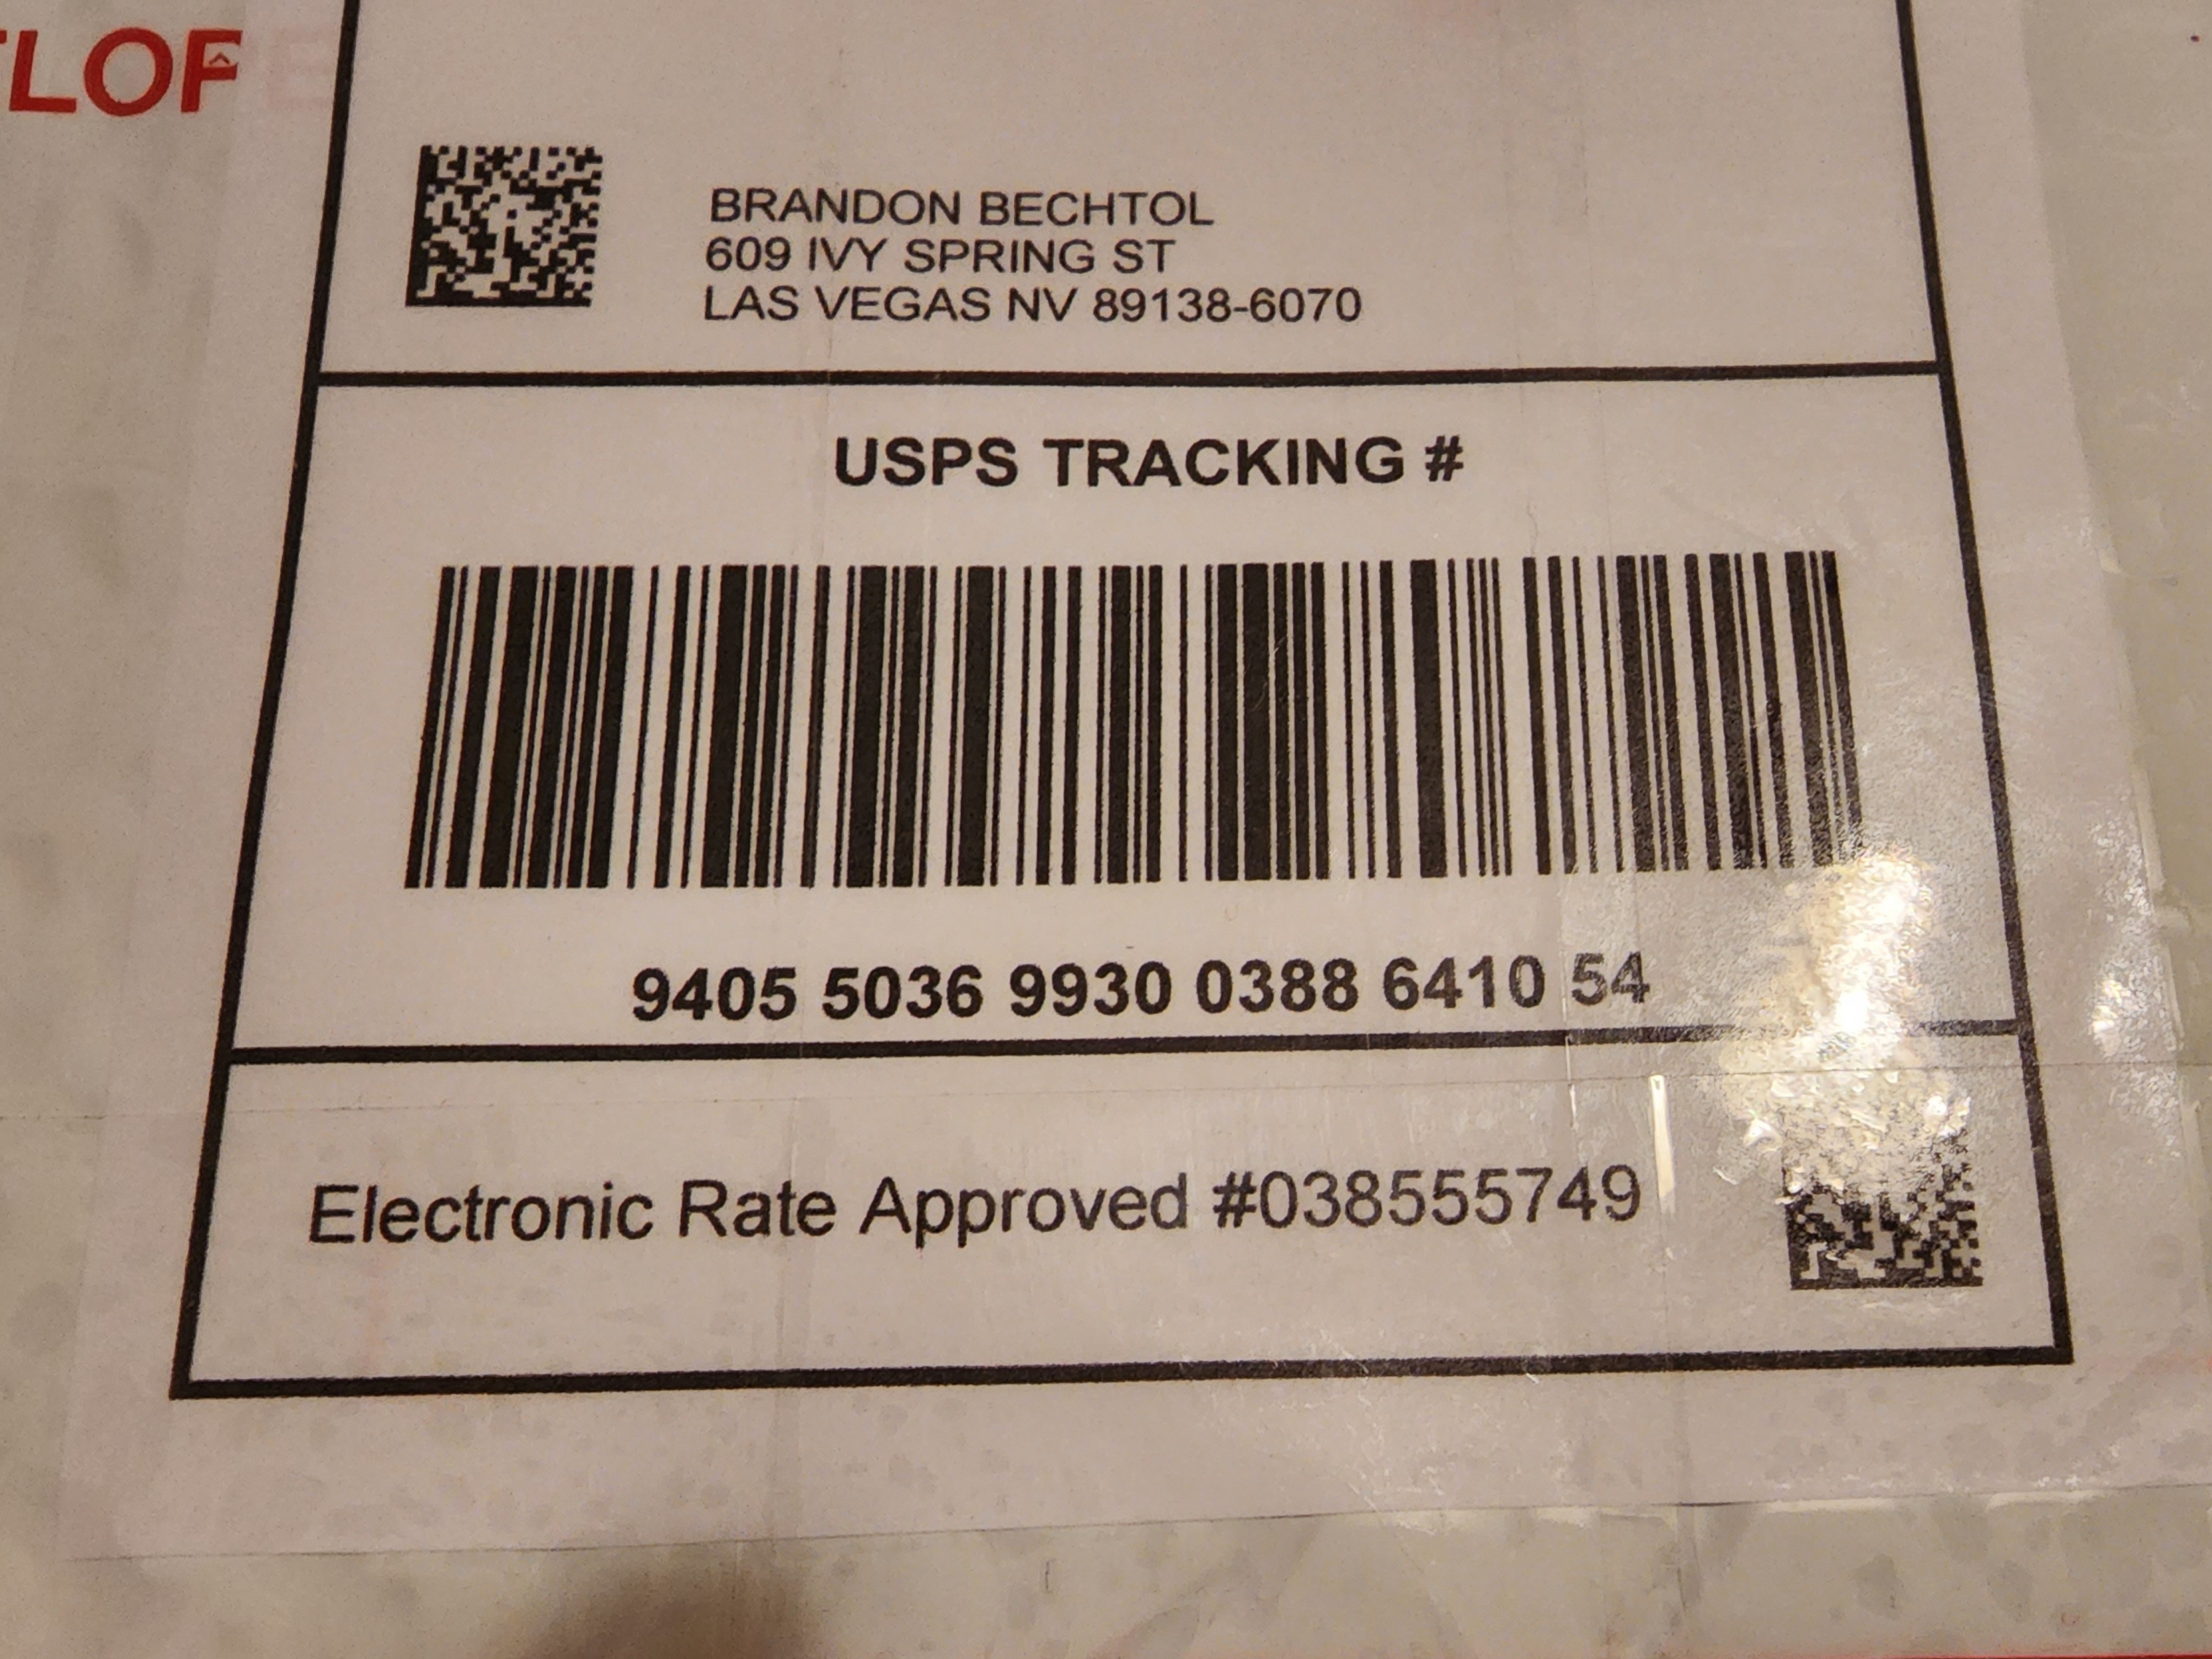 BRANDON BECHTOL
609 IVY SPRING ST
LAS VEGAS NV 89138-6070
USPS TRACKING #
9405 5036 9930 0388 6410 54
Electronic Rate Approved #038555749